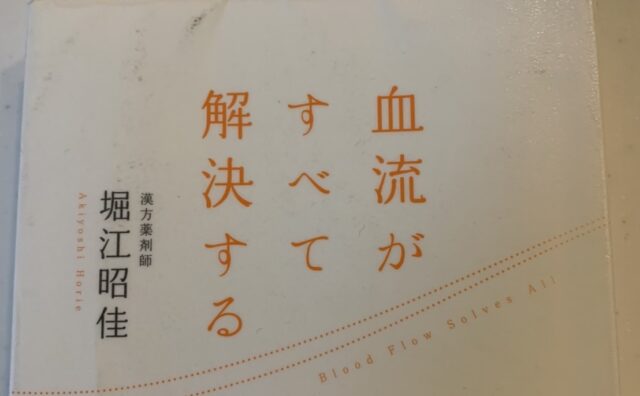 血流が
すべて
解決する
漢方薬剤師
堀江昭佳
Akiyoshi Horie
Blood Flow Solves All